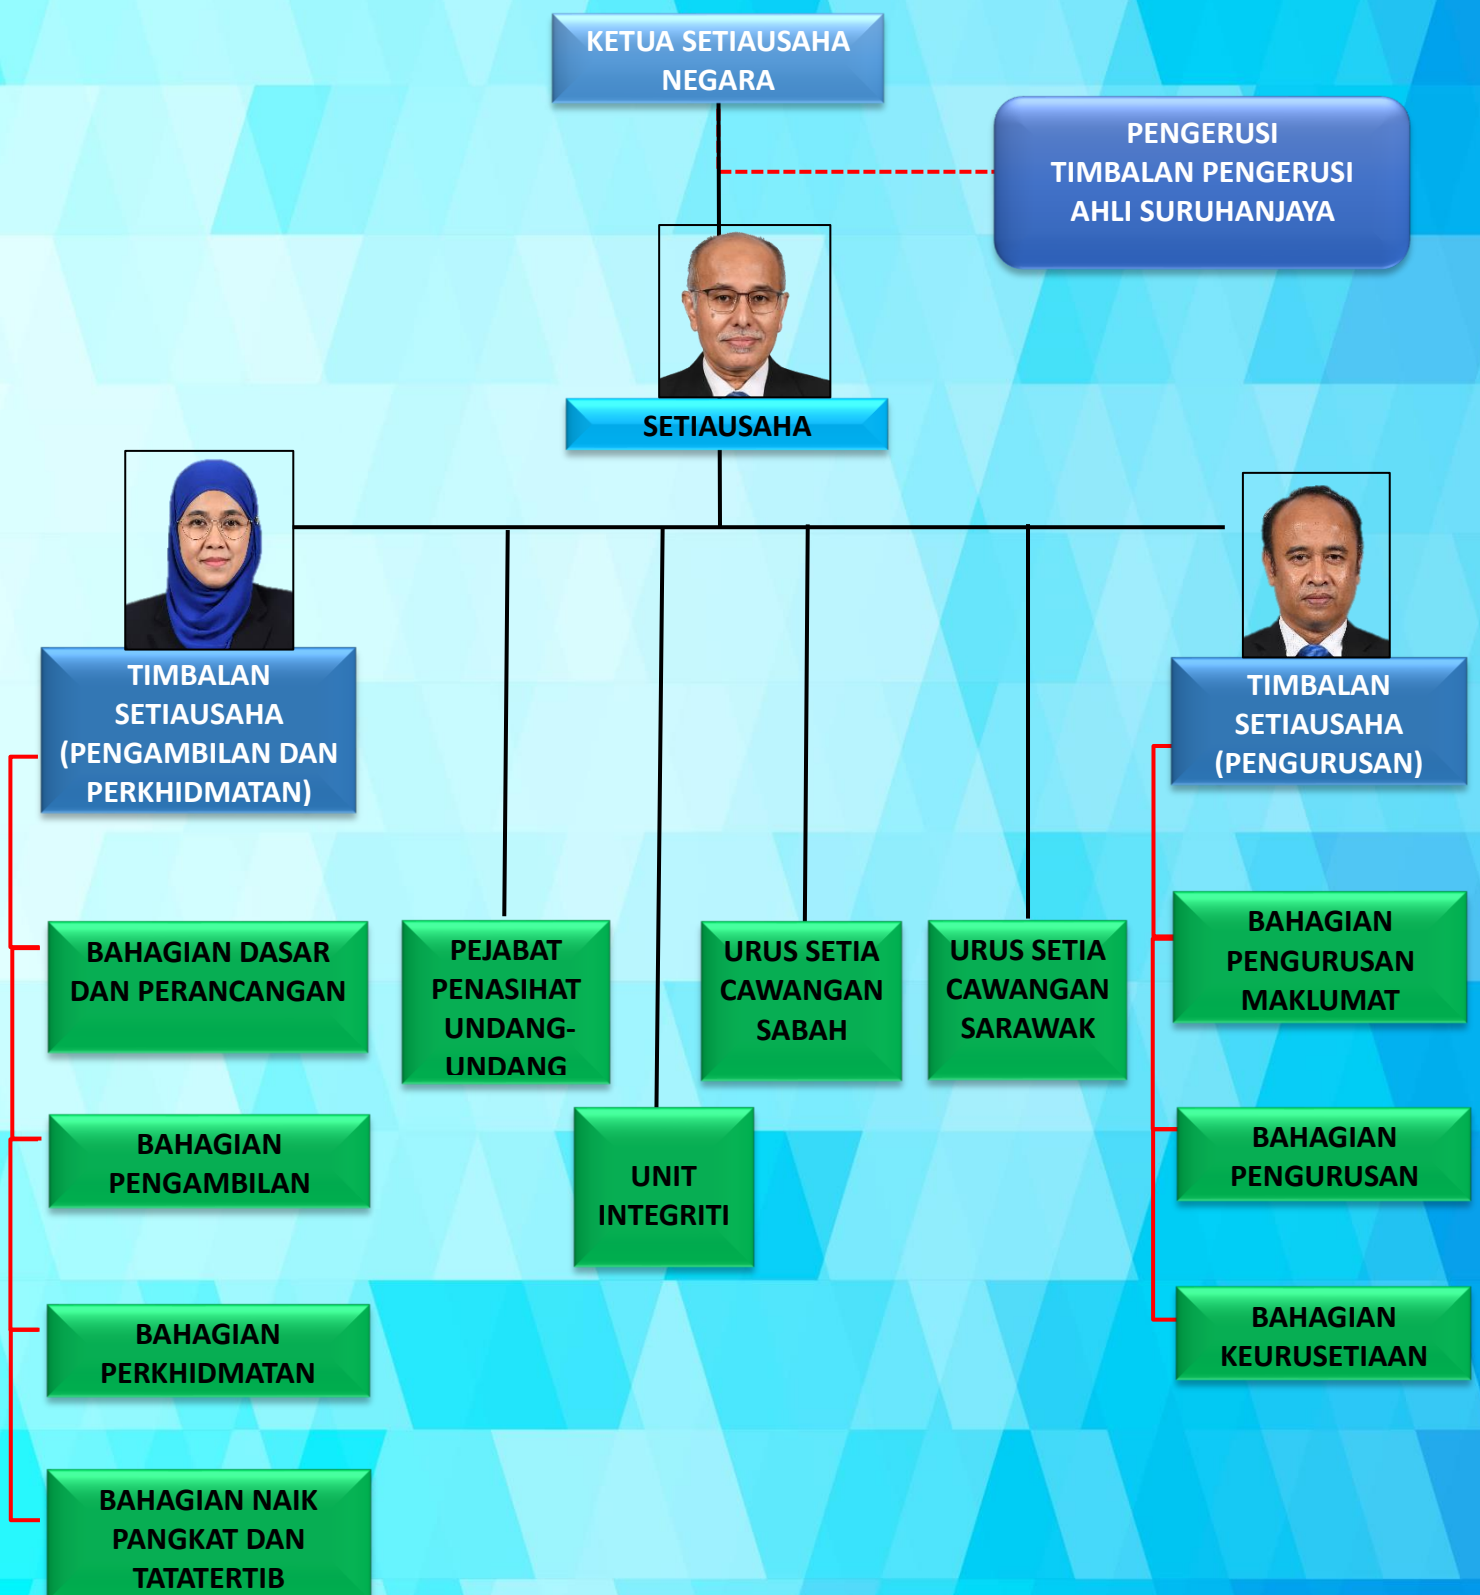 KETUA SETIAUSAHA
NEGARA
PENGERUSI
TIMBALAN PENGERUSI
AHLI SURUHANJAYA
SETIAUSAHA
TIMBALAN
SETIAUSAHA
(PENGAMBILAN DAN
PERKHIDMATAN)
TIMBALAN
SETIAUSAHA
(PENGURUSAN)
BAHAGIAN DASAR
DAN PERANCANGAN
PEJABAT
PENASIHAT
UNDANG-
UNDANG
URUS SETIA
CAWANGAN
SABAH
URUS SETIA
CAWANGAN
SARAWAK
BAHAGIAN
PENGURUSAN
MAKLUMAT
BAHAGIAN
PENGAMBILAN
UNIT
INTEGRITI
BAHAGIAN
PENGURUSAN
BAHAGIAN
PERKHIDMATAN
BAHAGIAN
KEURUSETIAAN
BAHAGIAN NAIK
PANGKAT DAN
TATATERTIB